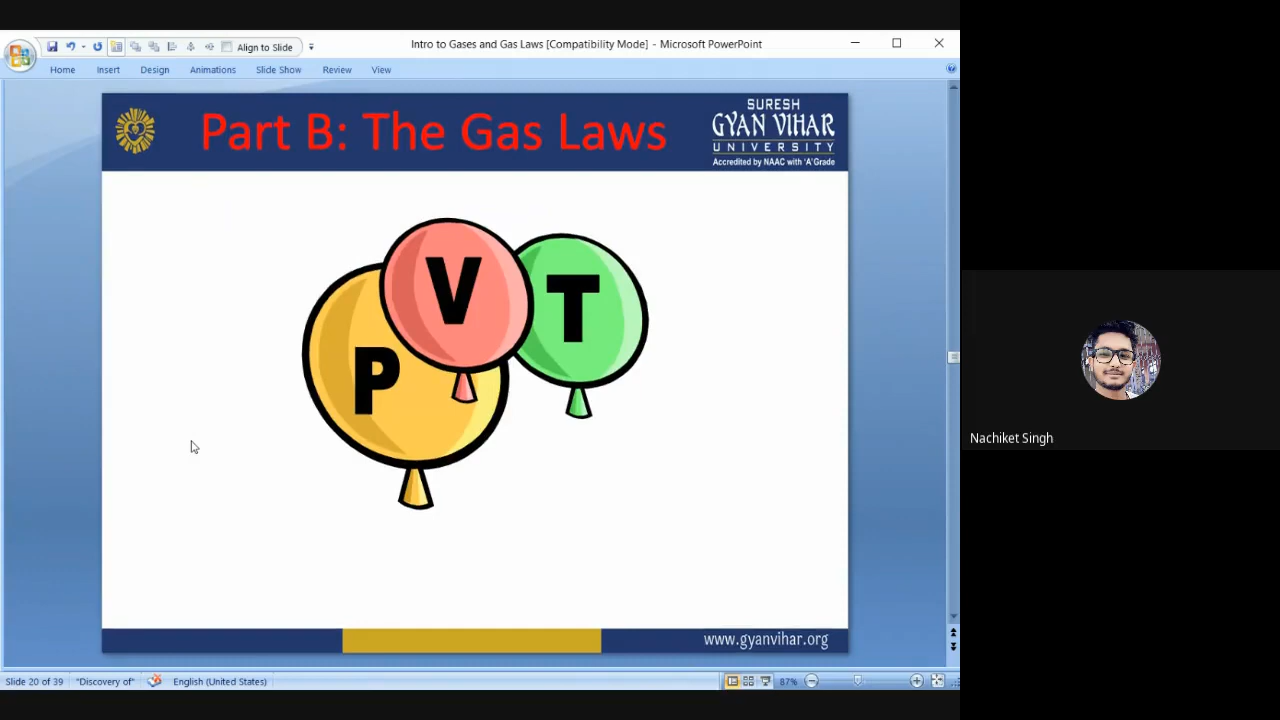 Align to Slide
Intro to Gases and Gas Laws [Compatibility Mode] - Microsoft PowerPoint
Home Insert Design Animations Slide Show Review View
Part B: The Gas Laws
SURESH
GYAN VIHAR
UNIVERSITY
Accredited by NAAC with 'A' Grade
V
T
P
Nachiket Singh
www.gyanvihar.org
Slide 20 of 39 "Discovery of" English (United States) 87%